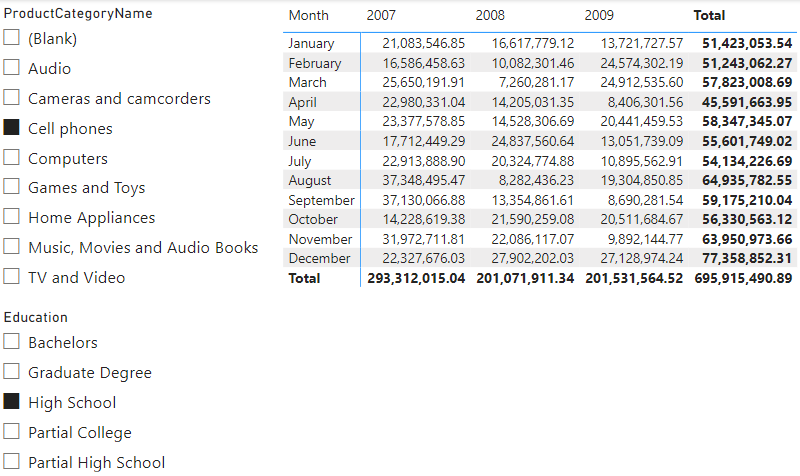 ProductCategoryName
(Blank)
Audio
Cameras and camcorders
Cell phones
Computers
Games and Toys
Home Appliances
Music, Movies and Audio Books
TV and Video
Education
Bachelors
Graduate Degree
High School
Partial College
Partial High School
Month 2007 2008 2009 Total
January 21,083,546.85 16,617,779.12 13,721,727.57 51,423,053.54
February 16,586,458.63 10,082,301.46 24,574,302.19 51,243,062.27
March 25,650,191.91 7,260,281.17 24,912,535.60 57,823,008.69
April 22,980,331.04 14,205,031.35 8,406,301.56 45,591,663.95
May 23,377,578.85 14,528,306.69 20,441,459.53 58,347,345.07
June 17,712,449.29 24,837,560.64 13,051,739.09 55,601,749.02
July 22,913,888.90 20,324,774.88 10,895,562.91 54,134,226.69
August 37,348,495.47 8,282,436.23 19,304,850.85 64,935,782.55
September 37,130,066.88 13,354,861.61 8,690,281.54 59,175,210.04
October 14,228,619.38 21,590,259.08 20,511,684.67 56,330,563.12
November 31,972,711.81 22,086,117.07 9,892,144.77 63,950,973.66
December 22,327,676.03 27,902,202.03 27,128,974.24 77,358,852.31
Total 293,312,015.04 201,071,911.34 201,531,564.52 695,915,490.89